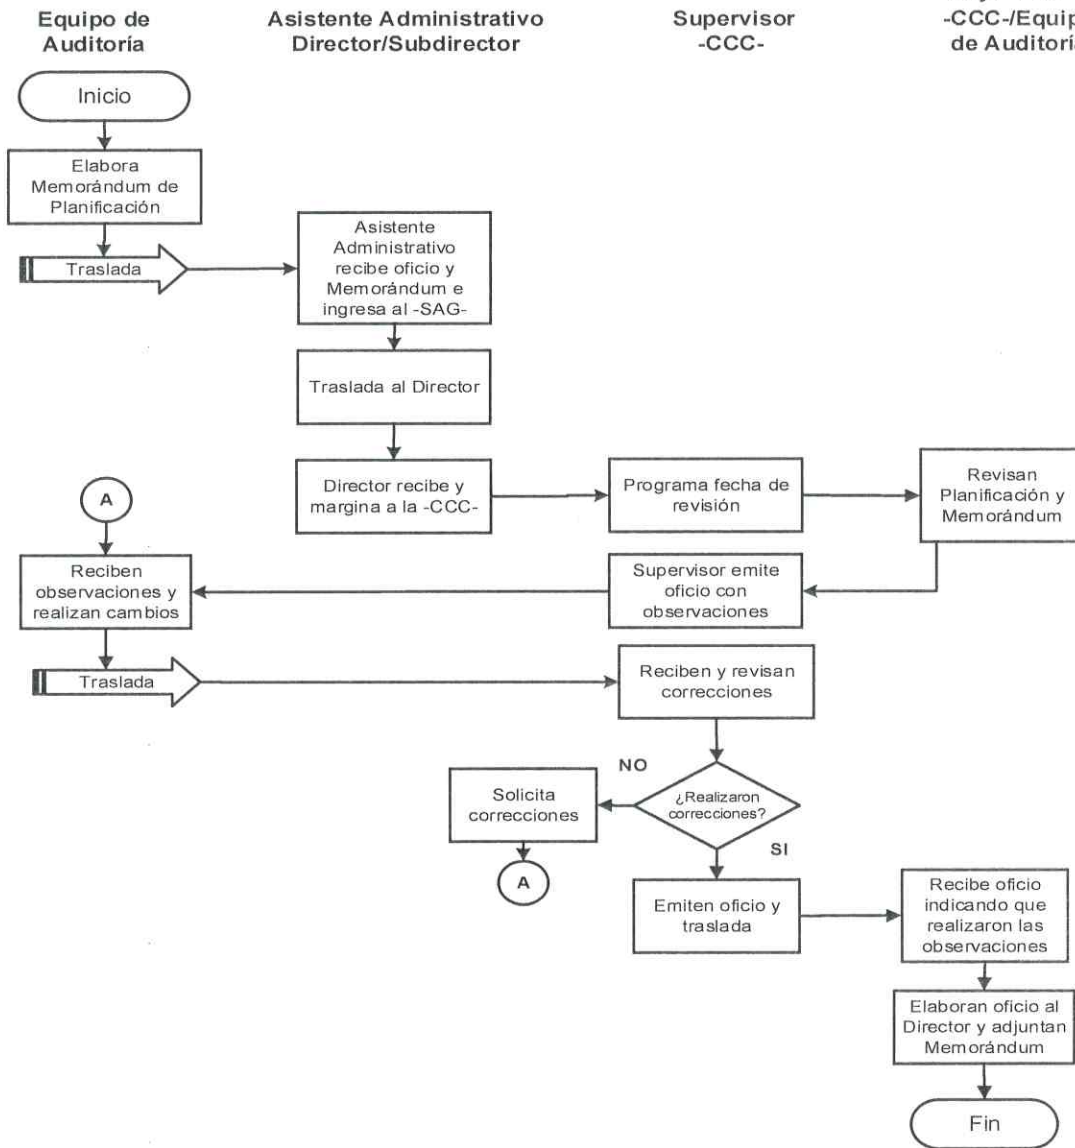 Equipo de
Auditoría
Asistente Administrativo
Director/Subdirector
Supervisor
-CCC-
de Auditoría
Inicio
Elabora
Memorándum de
Planificación
Traslada
Asistente
Administrativo
recibe oficio y
Memorándum e
ingresa al -SAG-
Traslada al Director
Director recibe y
margina a la -CCC-
Programa fecha de
revisión
Revisan
Planificación y
Memorándum
A
Reciben
observaciones y
realizan cambios
Supervisor emite
oficio con
observaciones
Traslada
Reciben y revisan
correcciones
NO
¿Realizaron
correcciones?
Solicita
correcciones
A
SI
Emiten oficio y
traslada
Recibe oficio
indicando que
realizaron las
observaciones
Elaboran oficio al
Director y adjuntan
Memorándum
Fin